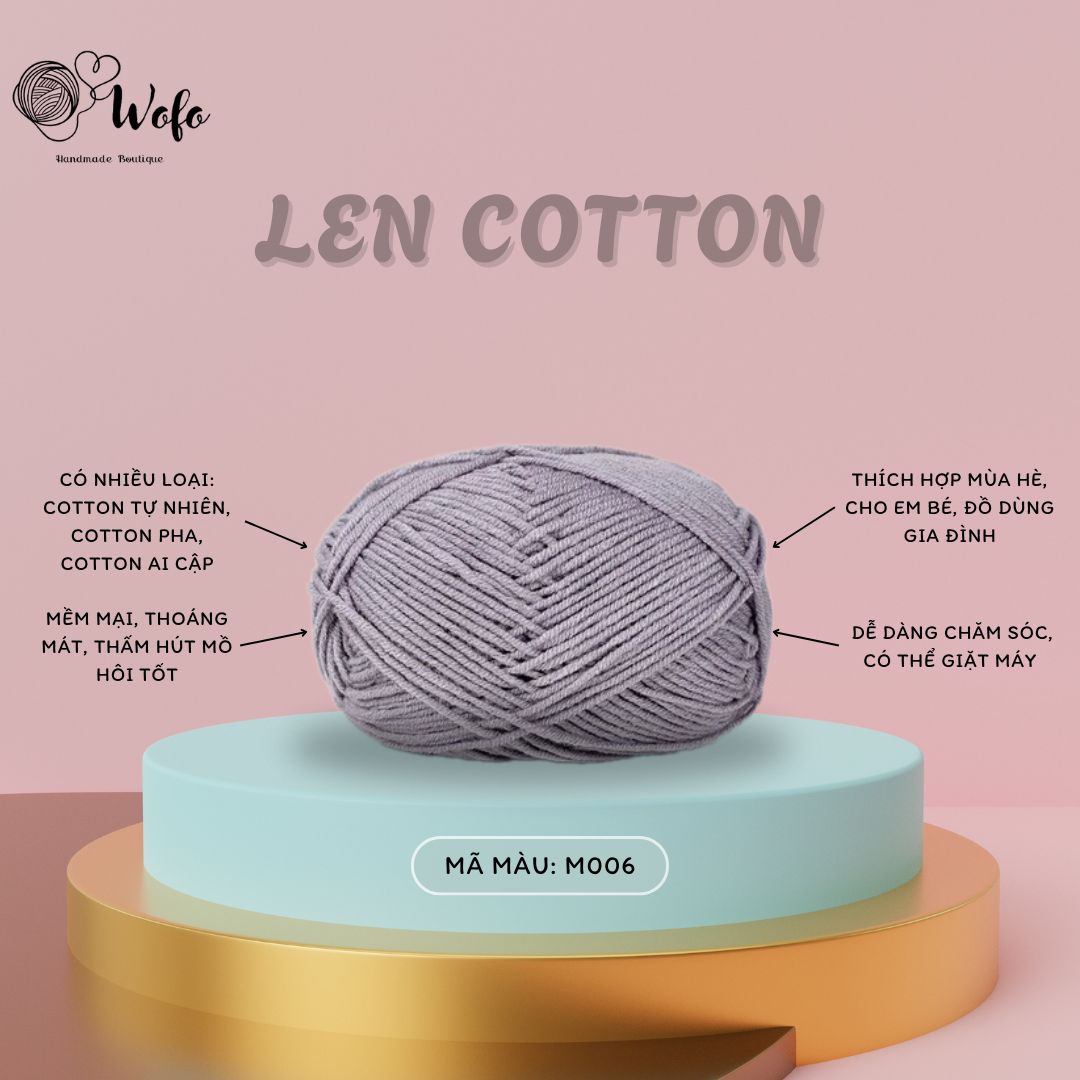 Wofo
Handmade Boutique
LEN COTTON
CÓ NHIỀU LOẠI:
COTTON TỰ NHIÊN,
COTTON PHA,
COTTON AI CẬP
MỀM MẠI, THOÁNG
MÁT, THẤM HÚT MỒ
HÔI TỐT
THÍCH HỢP MÙA HÈ,
CHO EM BÉ, ĐỒ DÙNG
GIA ĐÌNH
DỄ DÀNG CHĂM SÓC,
CÓ THỂ GIẶT MÁY
MÃ MÀU: M006